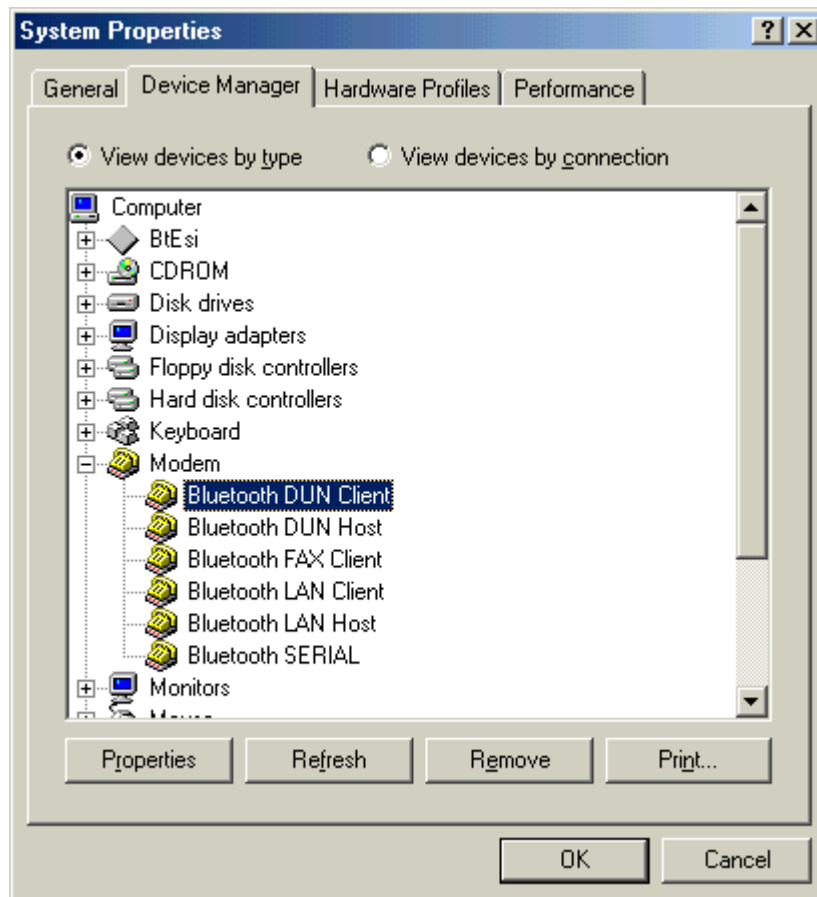 System Properties
General Device Manager Hardware Profiles Performance
View devices by type View devices by connection
Computer
BtEsi
CDROM
Disk drives
Display adapters
Floppy disk controllers
Hard disk controllers
Keyboard
Modem
Bluetooth DUN Client
Bluetooth DUN Host
Bluetooth FAX Client
Bluetooth LAN Client
Bluetooth LAN Host
Bluetooth SERIAL
Monitors
Properties Refresh Remove Print...
OK Cancel